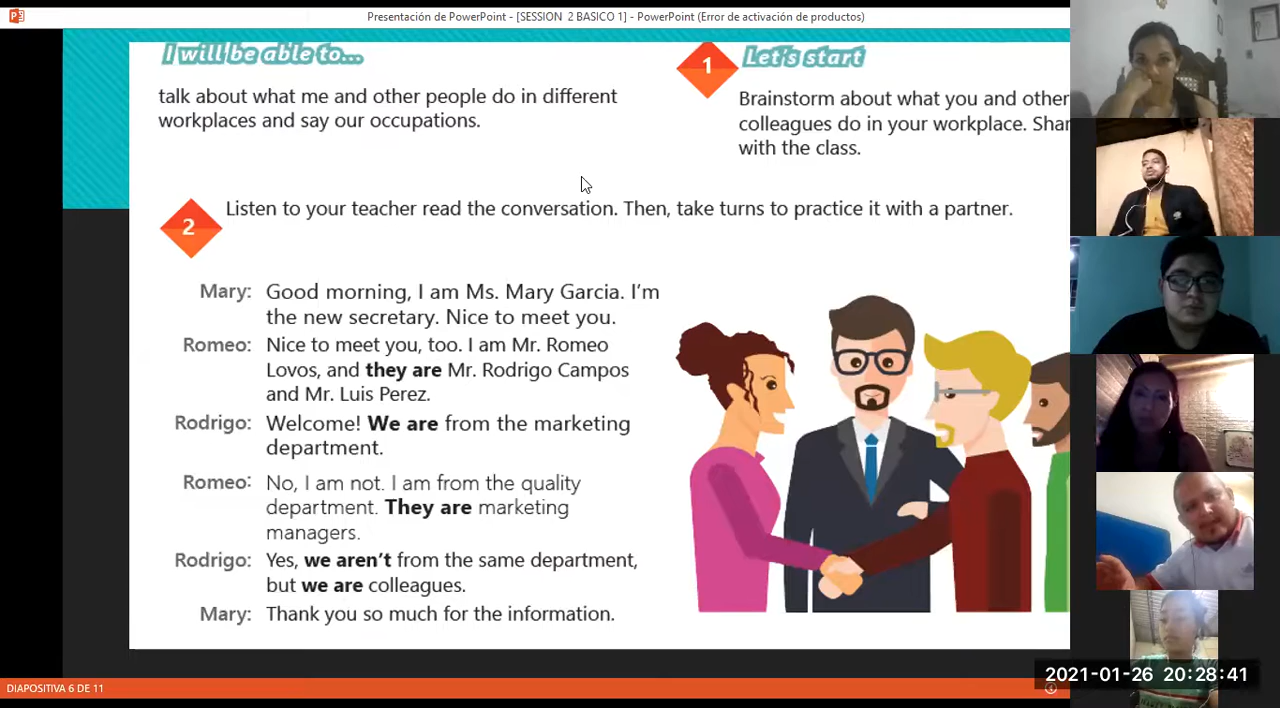 Presentación de PowerPoint - [SESSION 2 BASICO 1] - PowerPoint (Error de activación de productos)
I will be able to...
talk about what me and other people do in different
workplaces and say our occupations.
1
Let's start
Brainstorm about what you and other
colleagues do in your workplace. Shar
with the class.
2
Listen to your teacher read the conversation. Then, take turns to practice it with a partner.
Mary: Good morning, I am Ms. Mary Garcia. I'm
the new secretary. Nice to meet you.
Romeo: Nice to meet you, too. I am Mr. Romeo
Lovos, and they are Mr. Rodrigo Campos
and Mr. Luis Perez.
Rodrigo: Welcome! We are from the marketing
department.
Romeo: No, I am not. I am from the quality
department. They are marketing
managers.
Rodrigo: Yes, we aren't from the same department,
but we are colleagues.
Mary: Thank you so much for the information.
DIAPOSITIVA 6 DE 11
2021-01-26 20:28:41